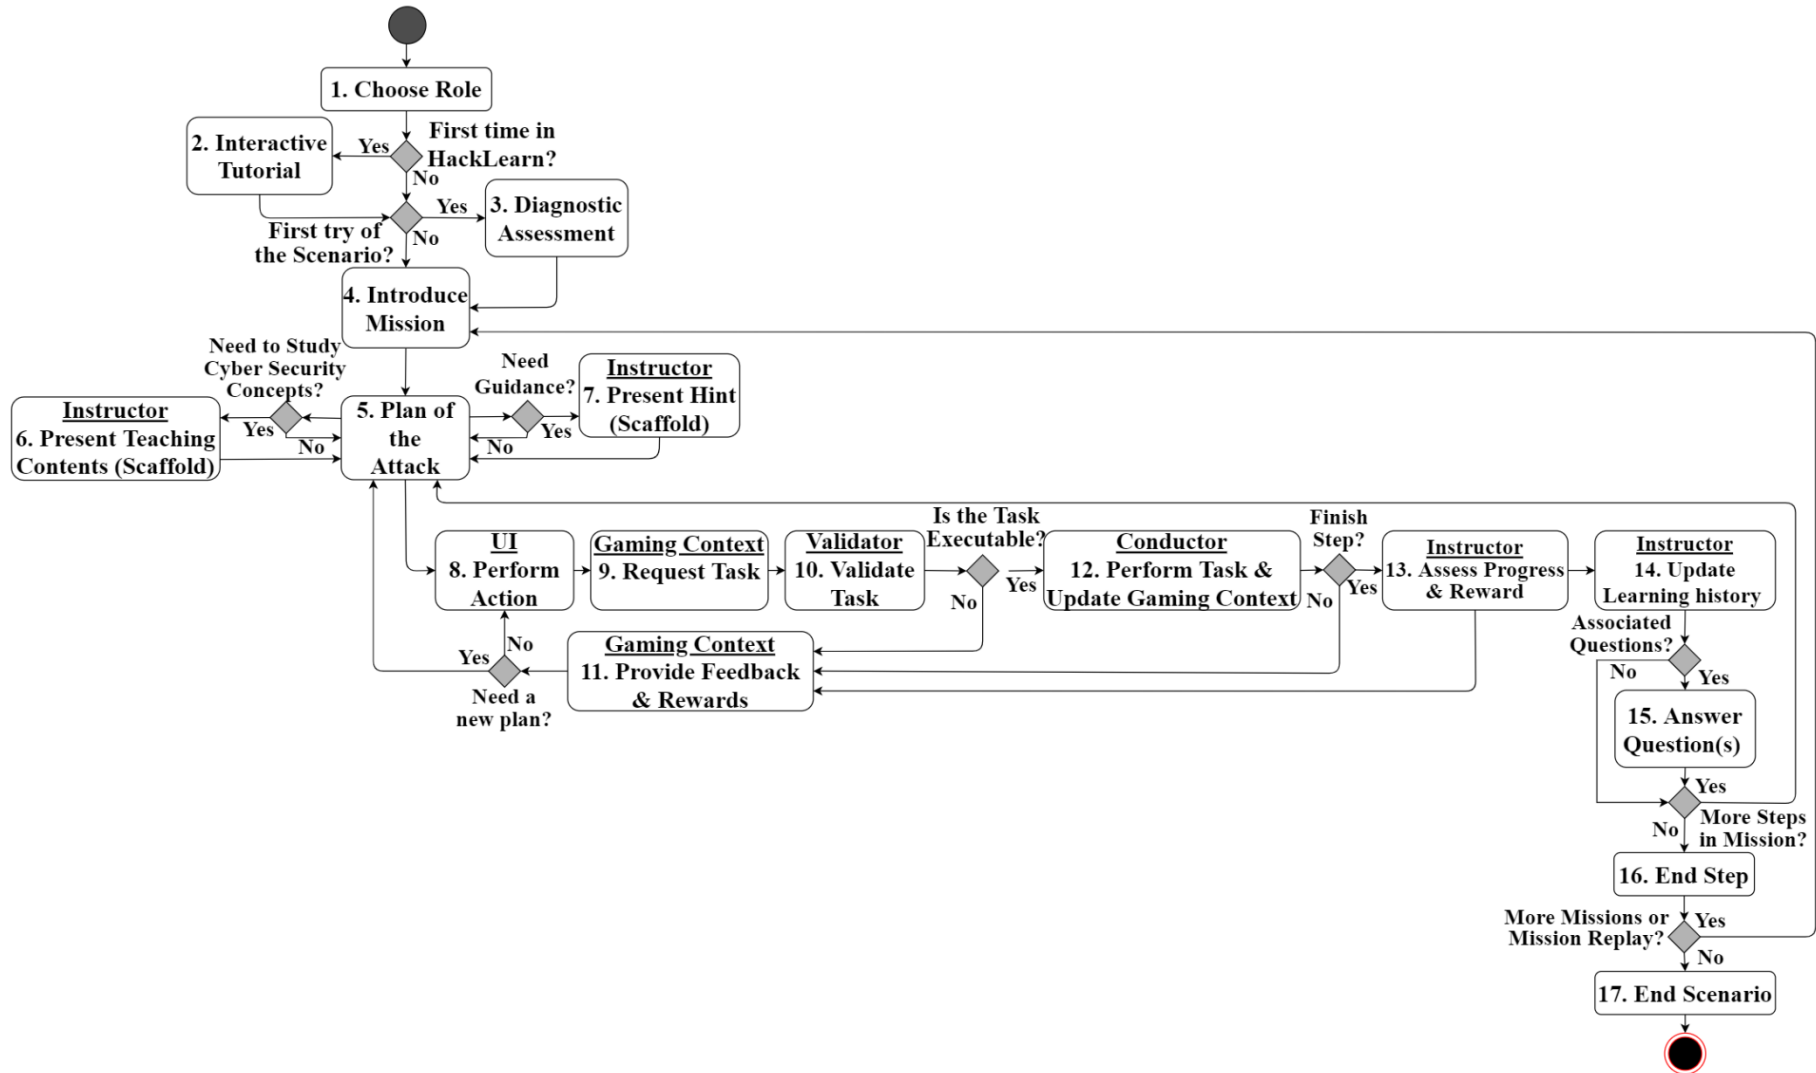 1. Choose Role
First time in
HackLearn?
Yes
No
2. Interactive
Tutorial
First try of
the Scenario?
Yes
No
3. Diagnostic
Assessment
4. Introduce
Mission
Need to Study
Cyber Security
Concepts?
Yes
No
Instructor
6. Present Teaching
Contents (Scaffold)
5. Plan of
the
Attack
Need
Guidance?
Yes
No
Instructor
7. Present Hint
(Scaffold)
UI
8. Perform
Action
Gaming Context
9. Request Task
Validator
10. Validate
Task
Is the Task
Executable?
Yes
No
Conductor
12. Perform Task &
Update Gaming Context
Finish
Step?
Yes
No
Instructor
13. Assess Progress
& Reward
Instructor
14. Update
Learning history
Gaming Context
11. Provide Feedback
& Rewards
No
Yes
Need a
new plan?
Associated
Questions?
No
Yes
15. Answer
Question(s)
Yes
More Steps
in Mission?
No
16. End Step
More Missions or
Mission Replay?
Yes
No
17. End Scenario